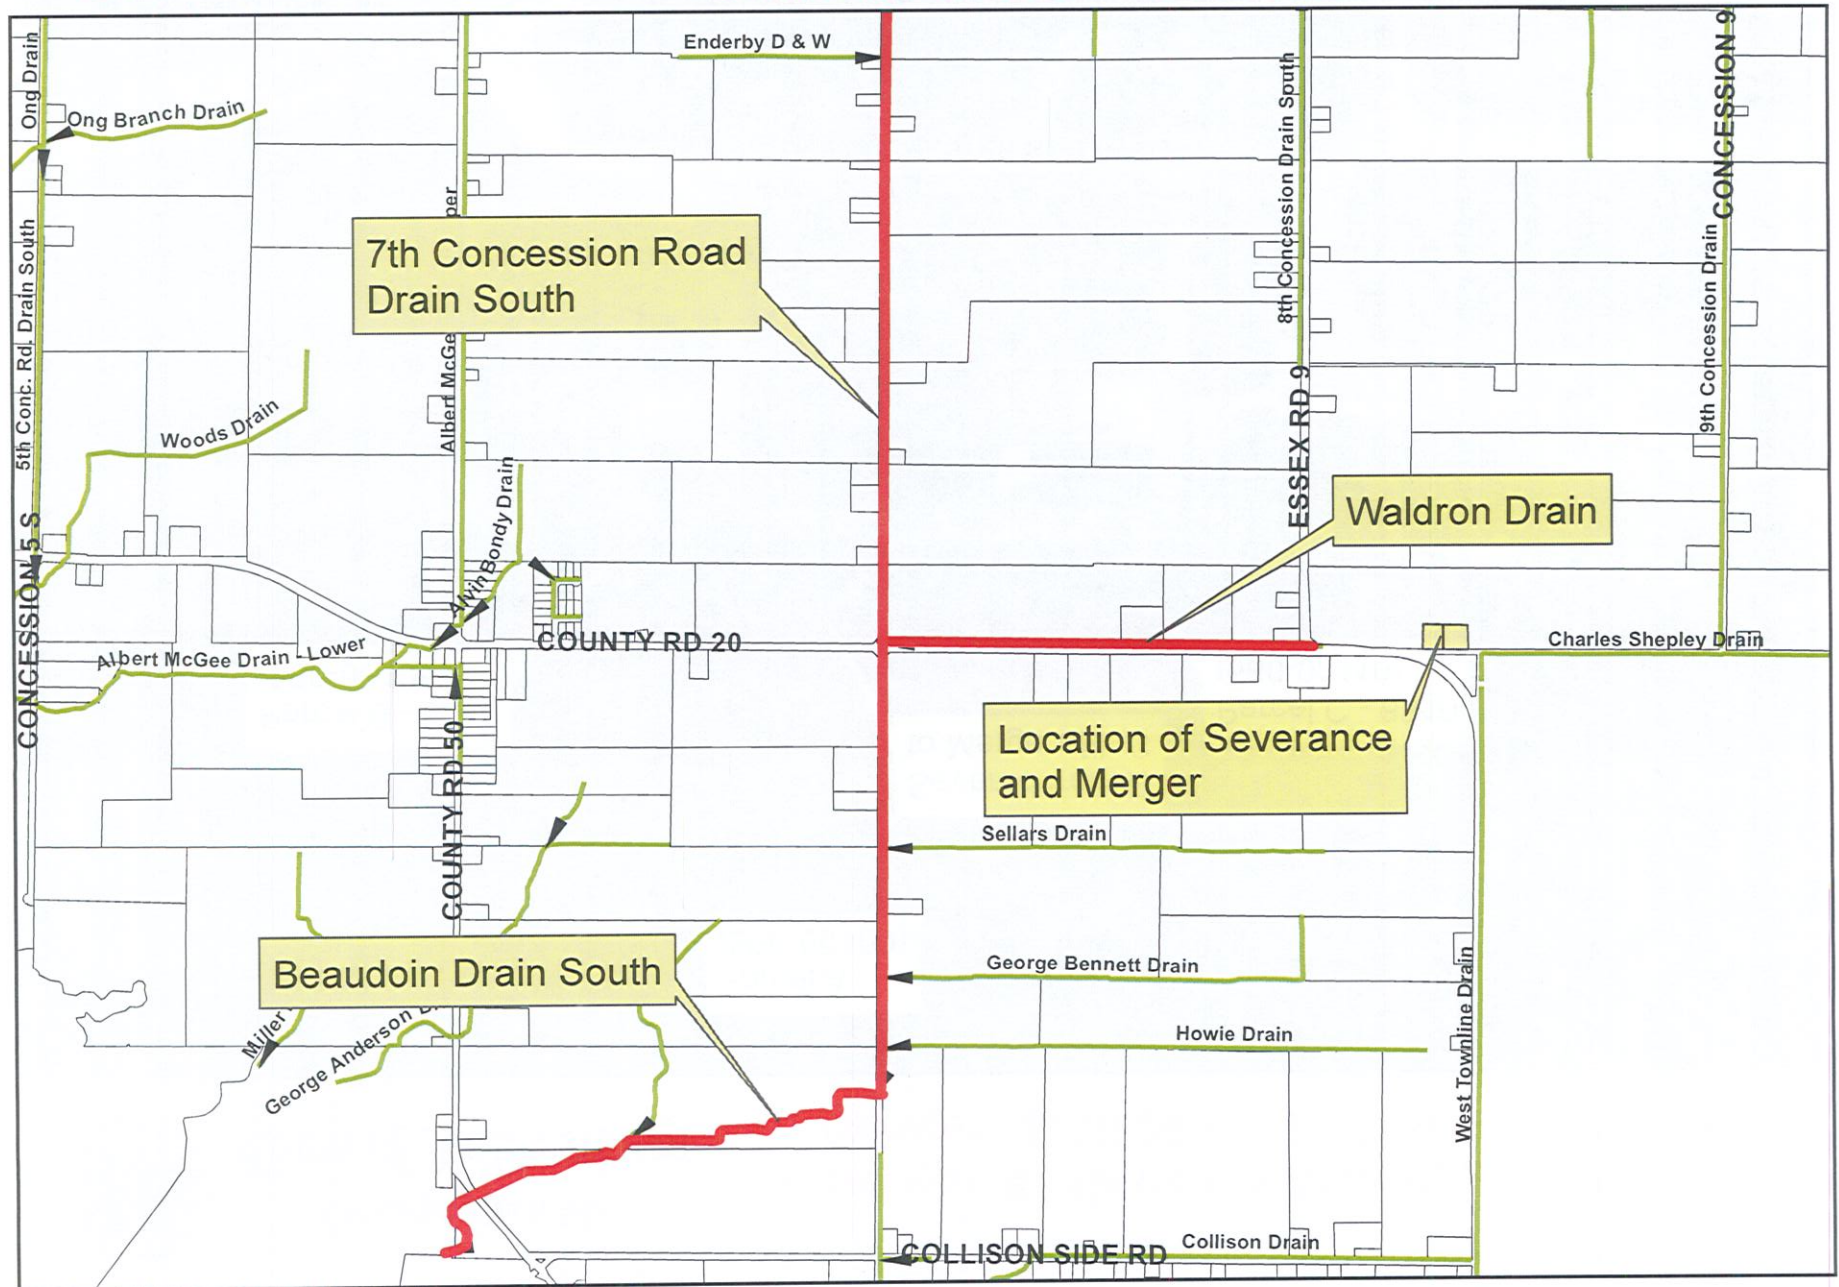 Enderby D & W
Ong Drain
Ong Branch Drain
CONCESSION 9
8th Concession Drain South
5th Conc. Rd. Drain South
7th Concession Road
Drain South
Albert McGe
per
9th Concession Drain
Woods Drain
ESSEX RD 9
Waldron Drain
Alvin Bondy Drain
CONCESSION 5 S
COUNTY RD 20
Charles Shepley Drain
Albert McGee Drain - Lower
Location of Severance
and Merger
COUNTY RD 50
Sellars Drain
Beaudoin Drain South
George Bennett Drain
Howie Drain
West Townline Drain
Miller
George Anderson
Collison Drain
COLLISON SIDE RD